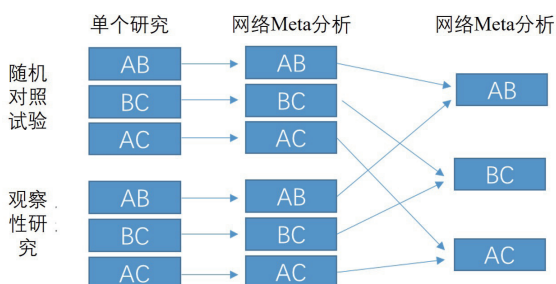 单个研究 网络Meta分析 网络Meta分析
随机
对照
试验
AB AB
BC BC
AC AC
AB
BC
AC
观察
性研
究
AB AB
BC BC
AC AC